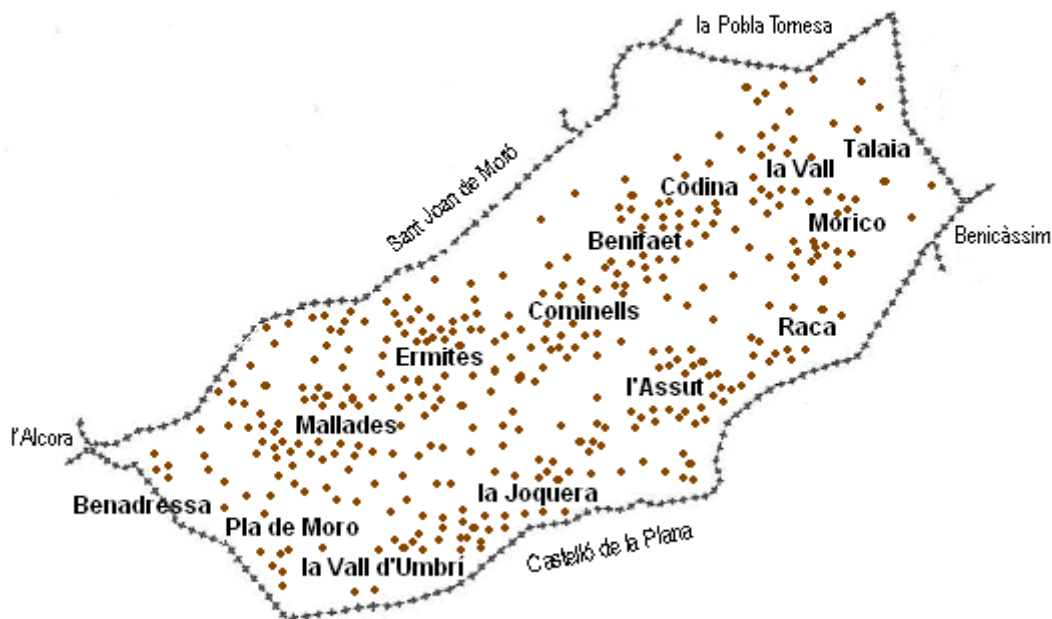 la Pobla Tornesa
Talaia
la Vall
Codina
Sant Joan de Moró
Morico
Benifaet
Benicàssim
Cominells
Raca
Ermites
l'Assut
Mallades
l'Alcora
la Joquera
Benadressa
Pla de Moro
Castelló de la Plana
la Vall d'Umbrí